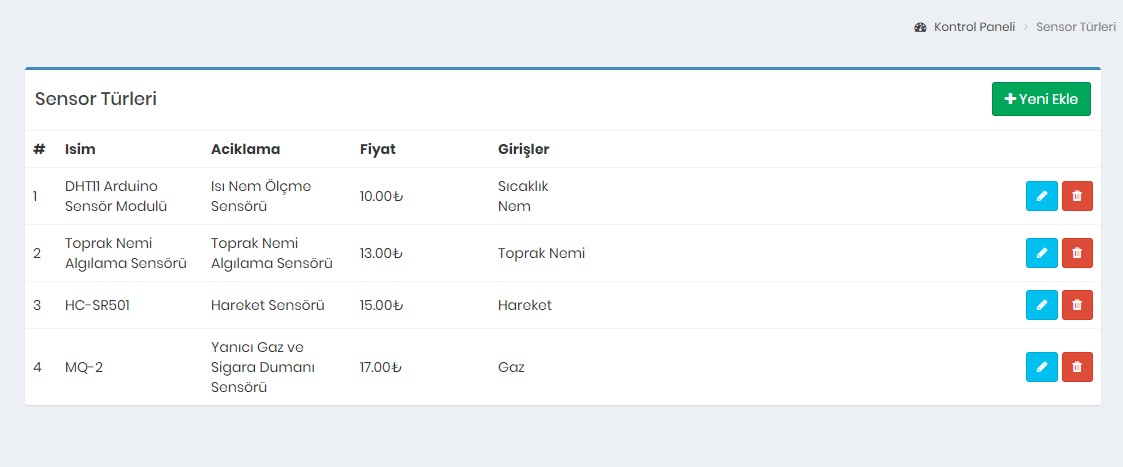 Kontrol Paneli > Sensor Türleri
Sensor Türleri
+ Yeni Ekle
# Isim Aciklama Fiyat Girişler
1 DHT11 Arduino Sensör Modulü Isı Nem Ölçme Sensörü 10.00₺ Sıcaklık Nem
2 Toprak Nemi Algılama Sensörü Toprak Nemi Algılama Sensörü 13.00₺ Toprak Nemi
3 HC-SR501 Hareket Sensörü 15.00₺ Hareket
4 MQ-2 Yanıcı Gaz ve Sigara Dumanı Sensörü 17.00₺ Gaz